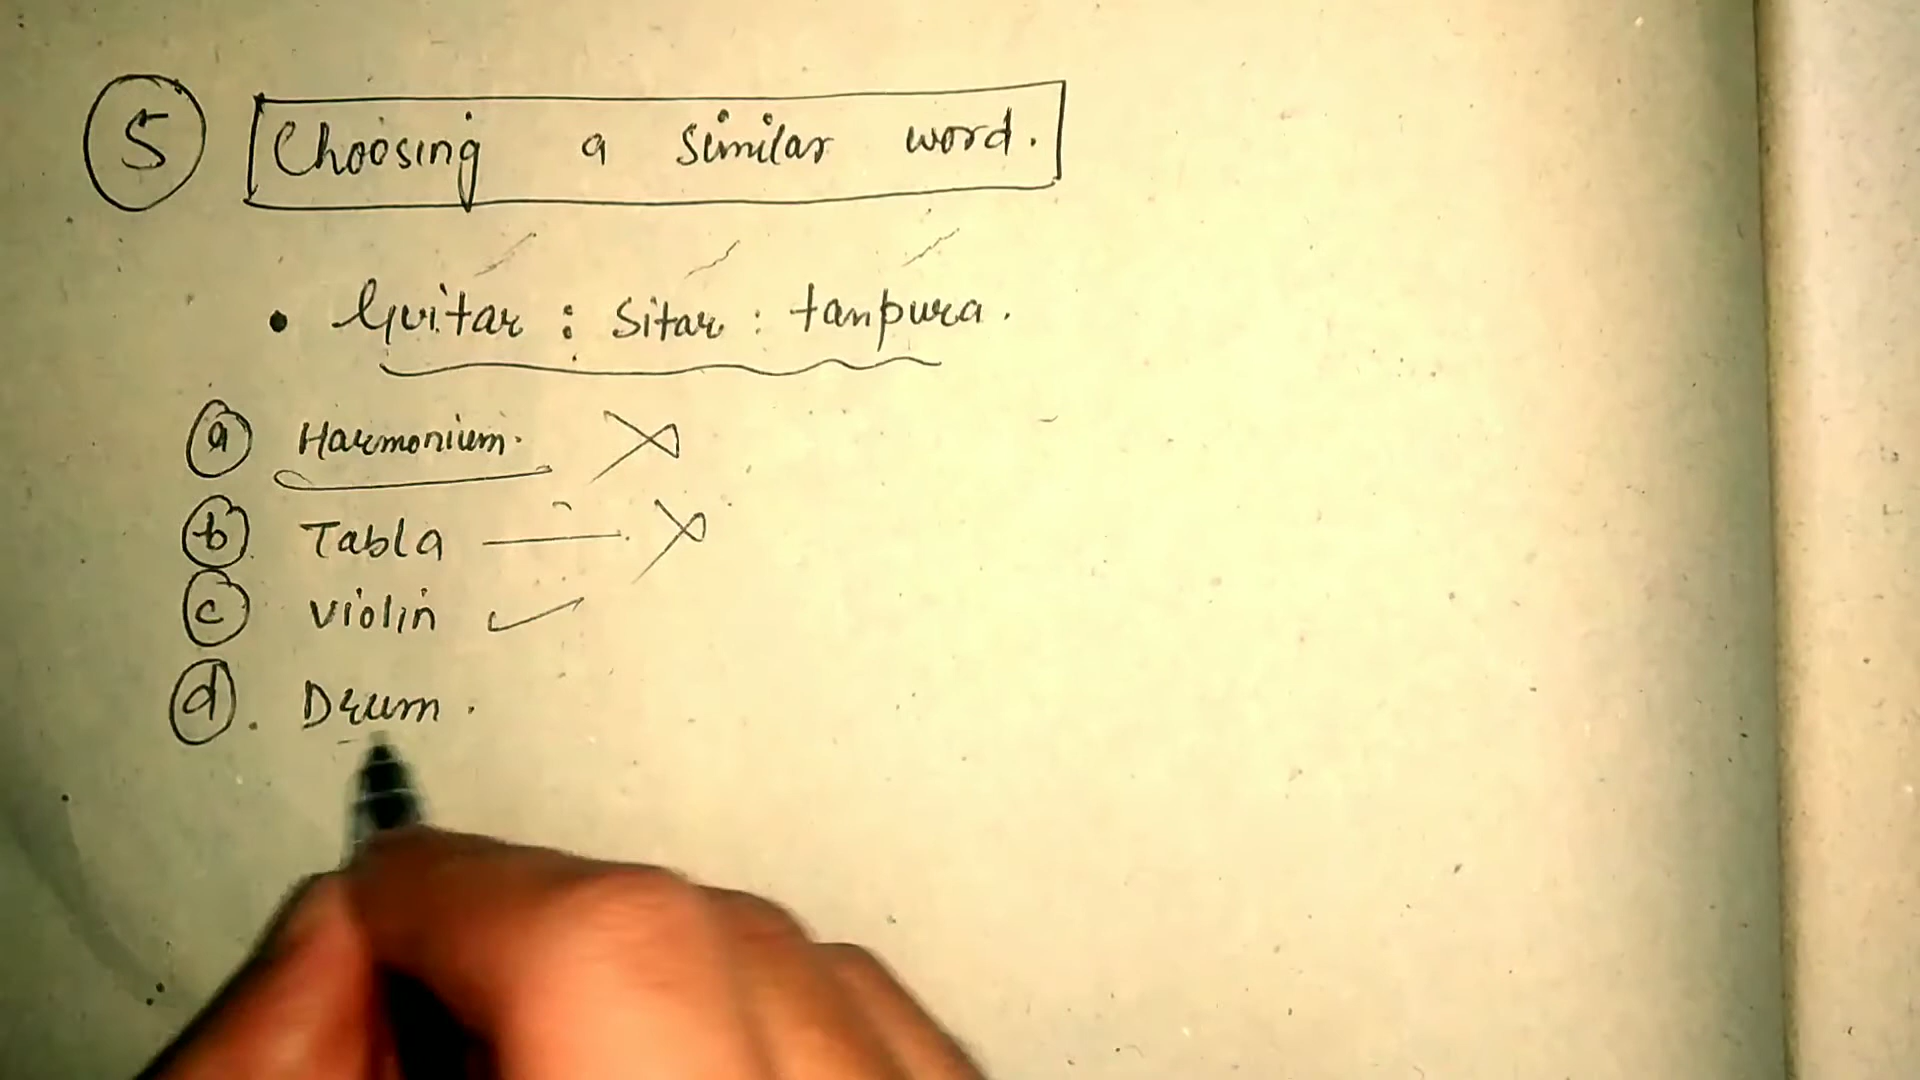 5 Choosing a similar word.
• Guitar : Sitar : tanpura.
a Harmonium.
b. Tabla
c violin
d. Drum.